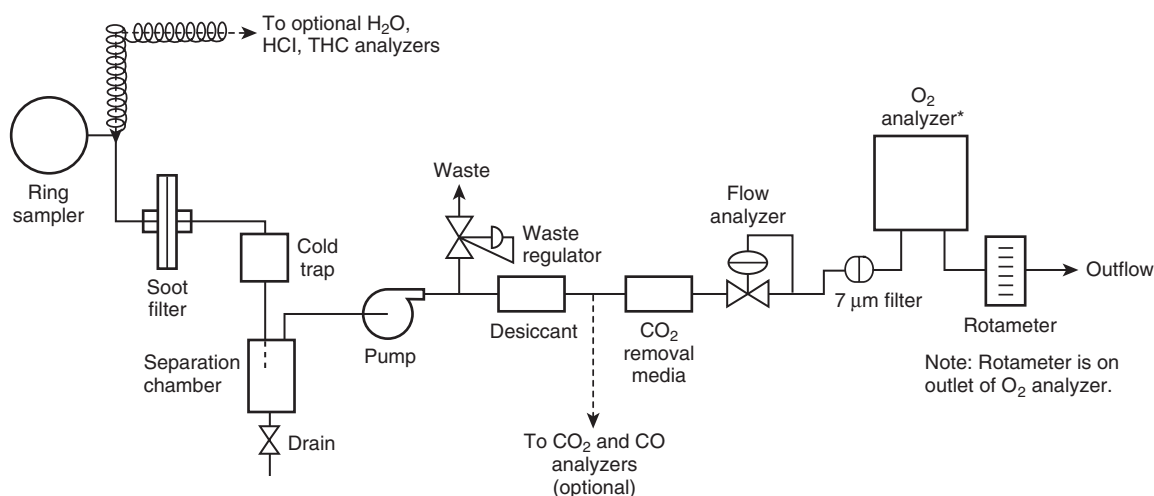 To optional H₂O,
HCl, THC analyzers
Ring
sampler
Soot
filter
Cold
trap
Separation
chamber
Drain
Pump
Waste
Waste
regulator
Desiccant
To CO₂ and CO
analyzers
(optional)
CO₂
removal
media
Flow
analyzer
7 μm filter
O₂
analyzer*
Rotameter
Outflow
Note: Rotameter is on
outlet of O₂ analyzer.